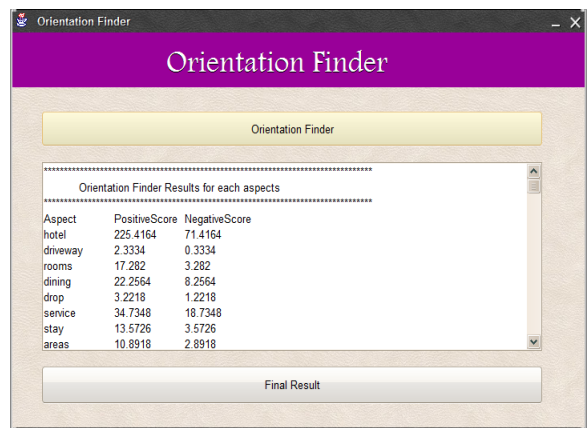 Orientation Finder
Orientation Finder
Orientation Finder
********************************************************************************
Orientation Finder Results for each aspects
********************************************************************************
Aspect PositiveScore NegativeScore
hotel 225.4164 71.4164
driveway 2.3334 0.3334
rooms 17.282 3.282
dining 22.2564 8.2564
drop 3.2218 1.2218
service 34.7348 18.7348
stay 13.5726 3.5726
areas 10.8918 2.8918
Final Result